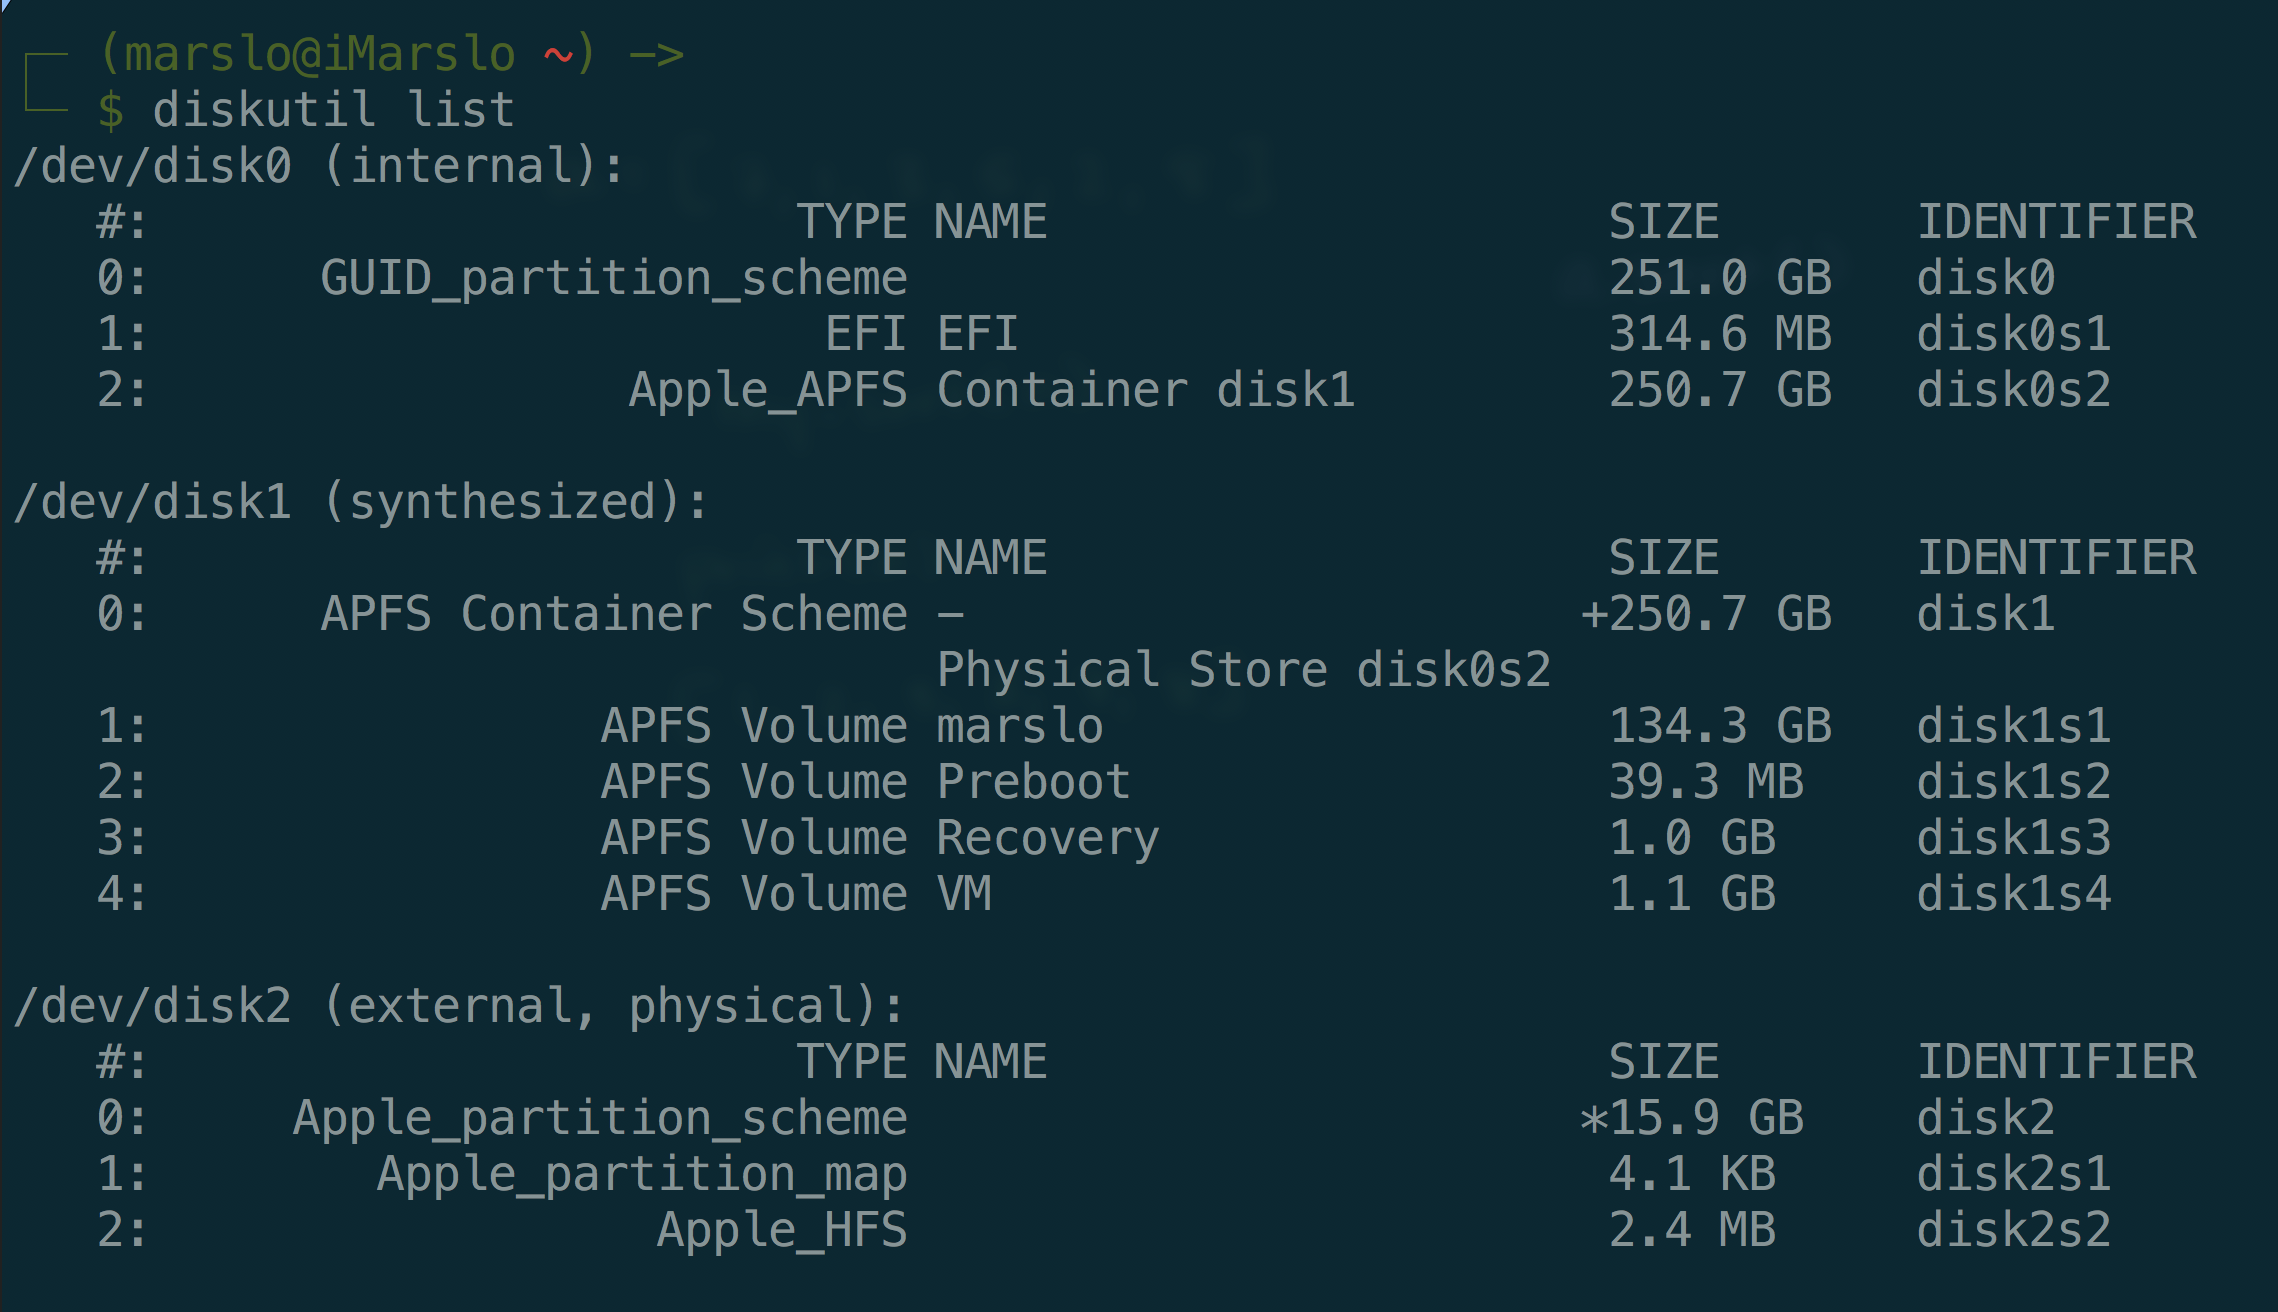 ┌─ (marslo@iMarslo ~) ->
└─ $ diskutil list
/dev/disk0 (internal):
   #:                       TYPE NAME                    SIZE       IDENTIFIER
   0:      GUID_partition_scheme                         251.0 GB   disk0
   1:                        EFI EFI                     314.6 MB   disk0s1
   2:                 Apple_APFS Container disk1         250.7 GB   disk0s2

/dev/disk1 (synthesized):
   #:                       TYPE NAME                    SIZE       IDENTIFIER
   0:      APFS Container Scheme -                      +250.7 GB   disk1
                                 Physical Store disk0s2
   1:                APFS Volume marslo                  134.3 GB   disk1s1
   2:                APFS Volume Preboot                 39.3 MB    disk1s2
   3:                APFS Volume Recovery                1.0 GB     disk1s3
   4:                APFS Volume VM                      1.1 GB     disk1s4

/dev/disk2 (external, physical):
   #:                       TYPE NAME                    SIZE       IDENTIFIER
   0:     Apple_partition_scheme                        *15.9 GB    disk2
   1:        Apple_partition_map                         4.1 KB     disk2s1
   2:                  Apple_HFS                         2.4 MB     disk2s2